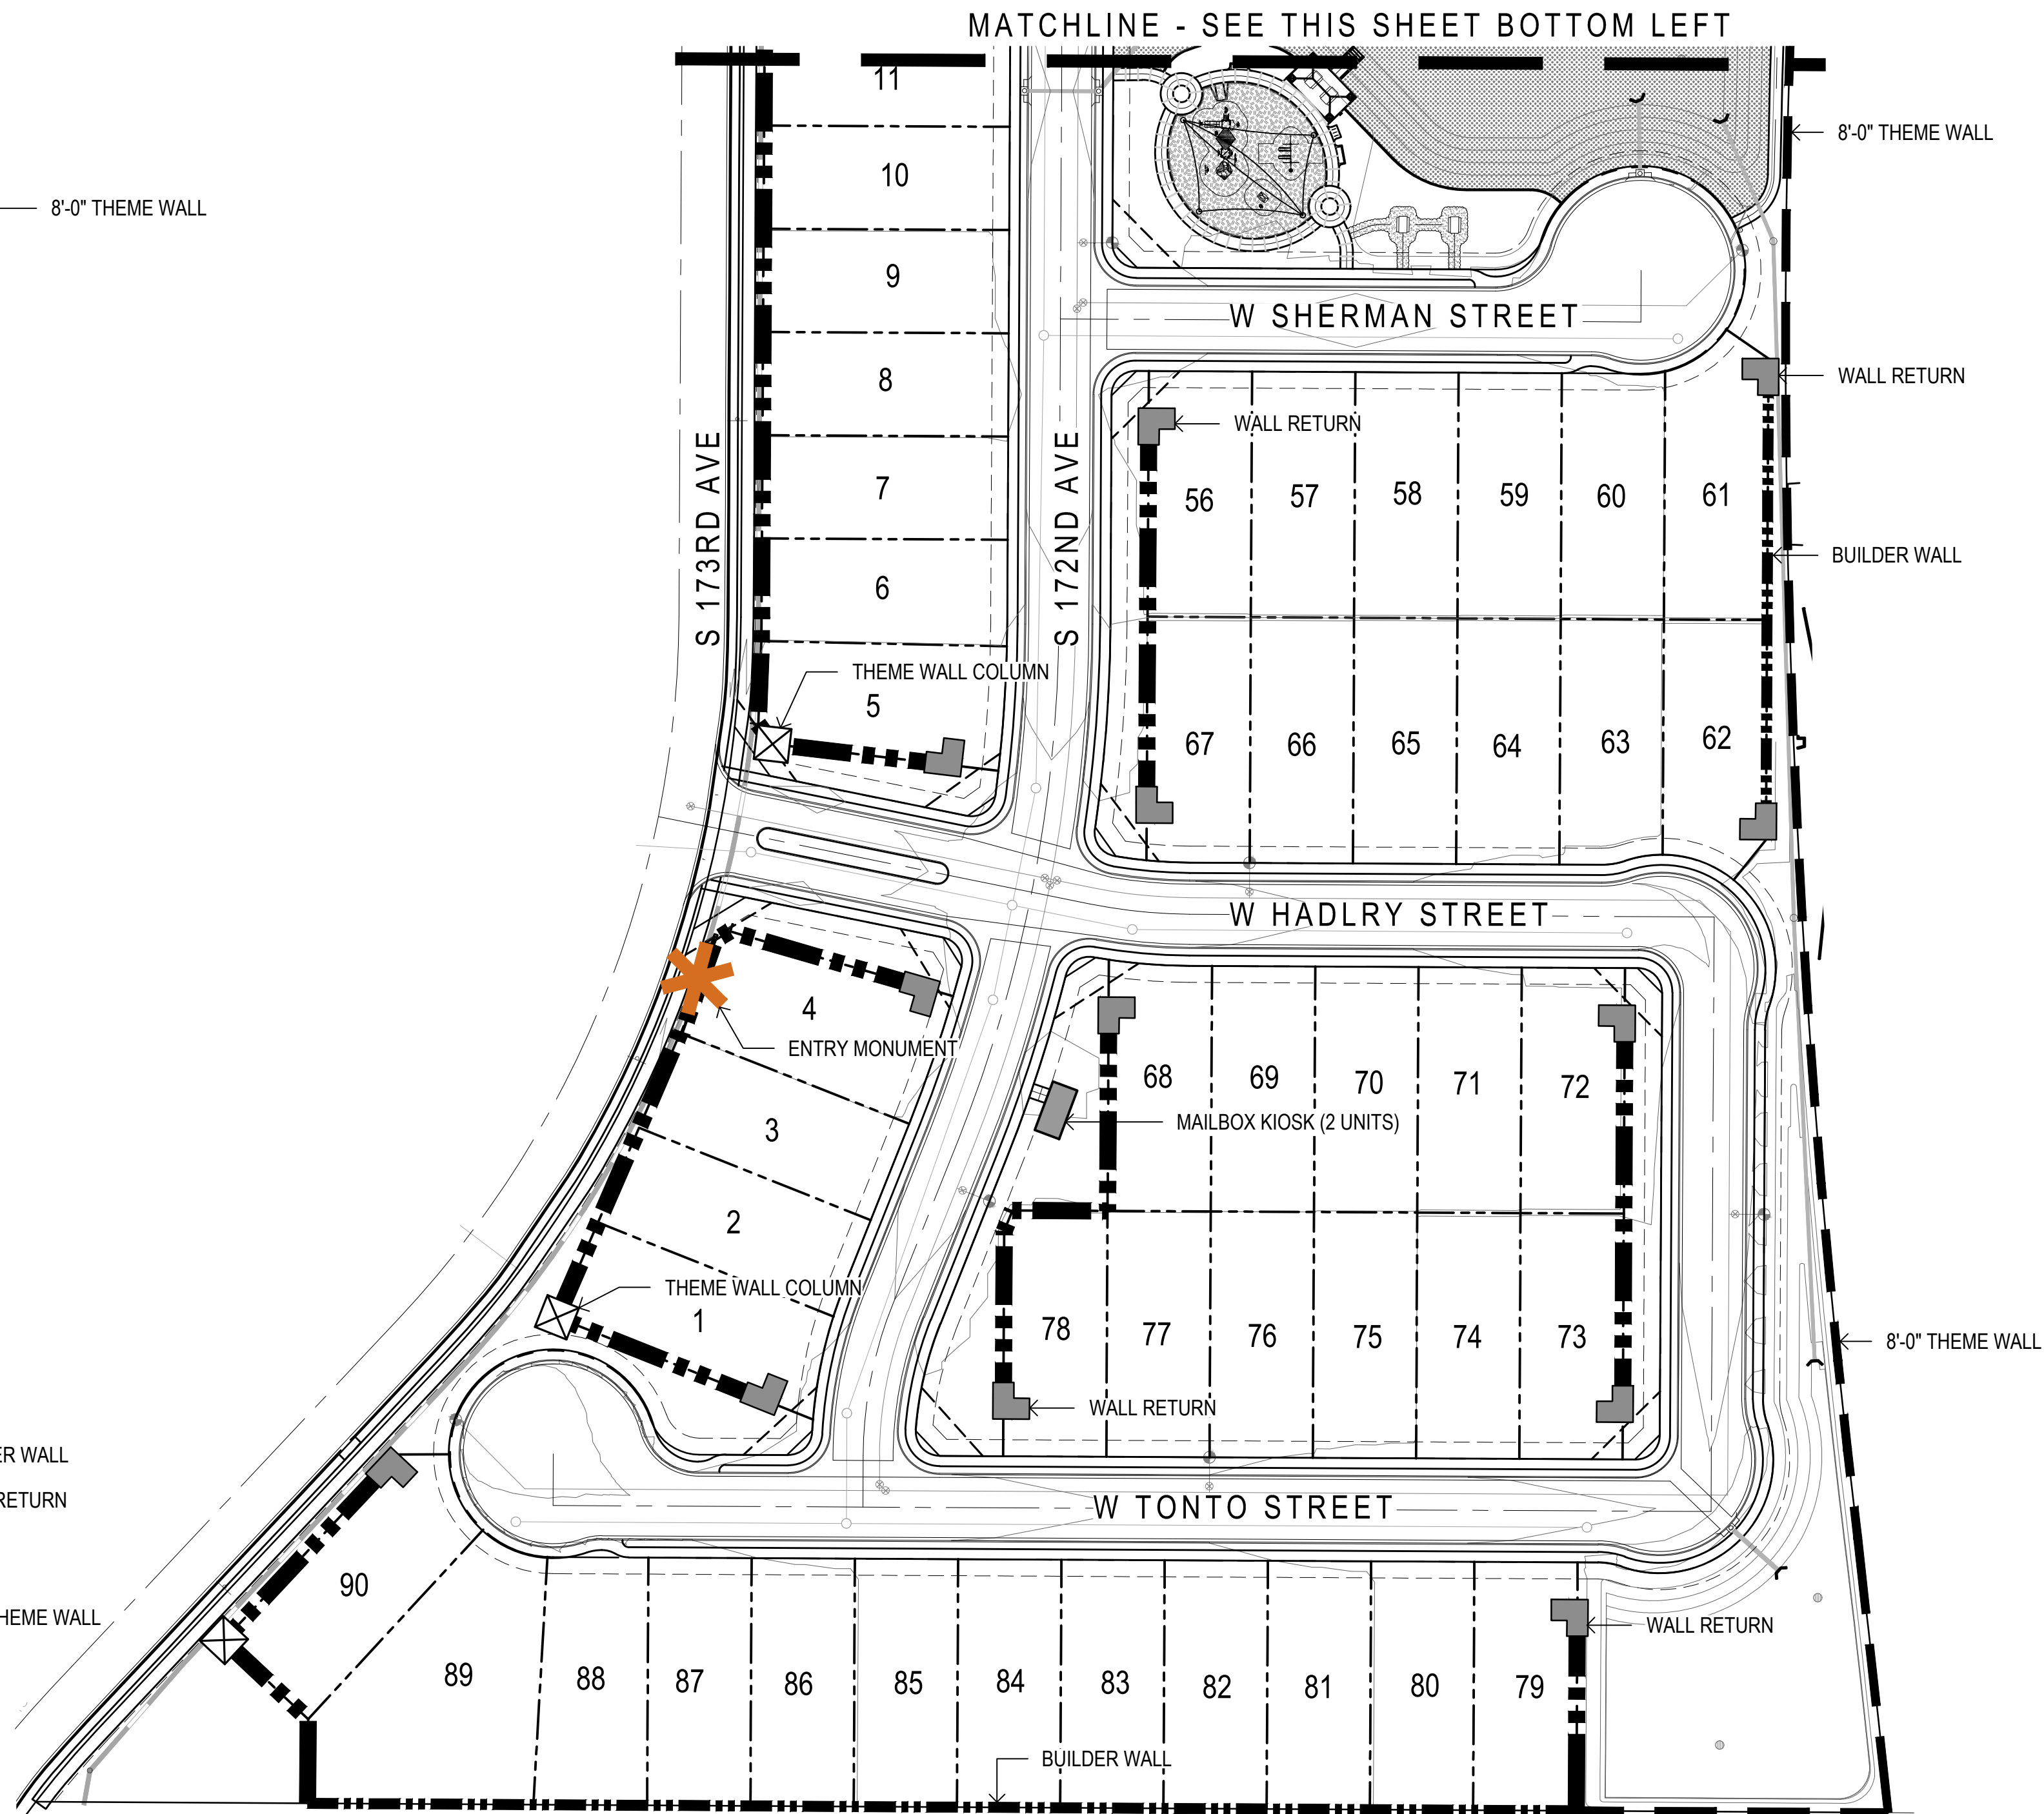 MATCHLINE - SEE THIS SHEET BOTTOM LEFT
11
8'-0" THEME WALL
10
8'-0" THEME WALL
9
W SHERMAN STREET
8
WALL RETURN
WALL RETURN
S 173RD AVE
S 172ND AVE
7
56
57
58
59
60
61
BUILDER WALL
6
THEME WALL COLUMN
5
67
66
65
64
63
62
W HADLRY STREET
4
ENTRY MONUMENT
68
69
70
71
72
MAILBOX KIOSK (2 UNITS)
3
2
THEME WALL COLUMN
1
78
77
76
75
74
73
8'-0" THEME WALL
WALL RETURN
ER WALL
RETURN
W TONTO STREET
90
HEME WALL
WALL RETURN
89
88
87
86
85
84
83
82
81
80
79
BUILDER WALL